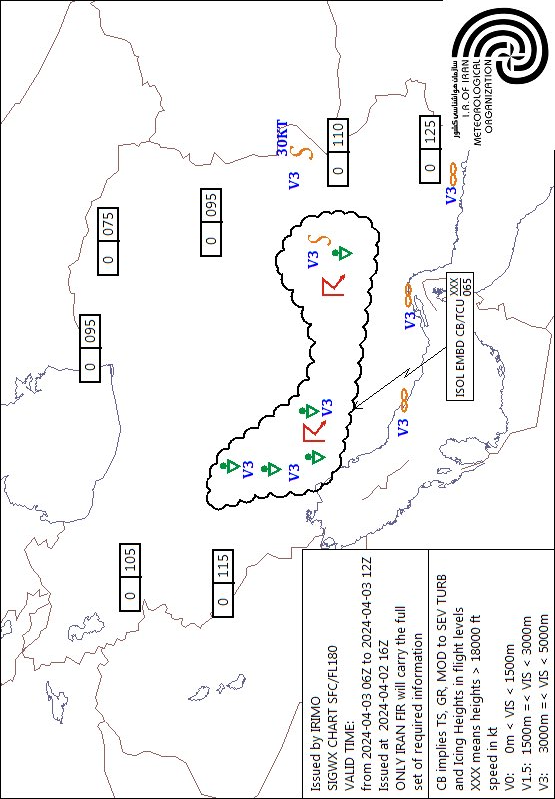 0 095
0 075
0 105
0 095
0 115
V3
30KT
V3
V3
V3
V3
0 110
V3
V3
0 125
V3
ISOL EMBD CB/TCU XXX
065
سازمان هواشناسی کشور
I.R.OF IRAN
METEOROLOGICAL
ORGANIZATION
Issued by IRIMO
SIGWX CHART SFC/FL180
VALID TIME:
from 2024-04-03 06Z to 2024-04-03 12Z
Issued at 2024-04-02 16Z
ONLY IRAN FIR will carry the full
set of required information
CB implies TS, GR, MOD to SEV TURB
and Icing Heights in flight levels
XXX means heights > 18000 ft
speed in kt
V0: 0m < VIS < 1500m
V1.5: 1500m =< VIS < 3000m
V3: 3000m =< VIS < 5000m